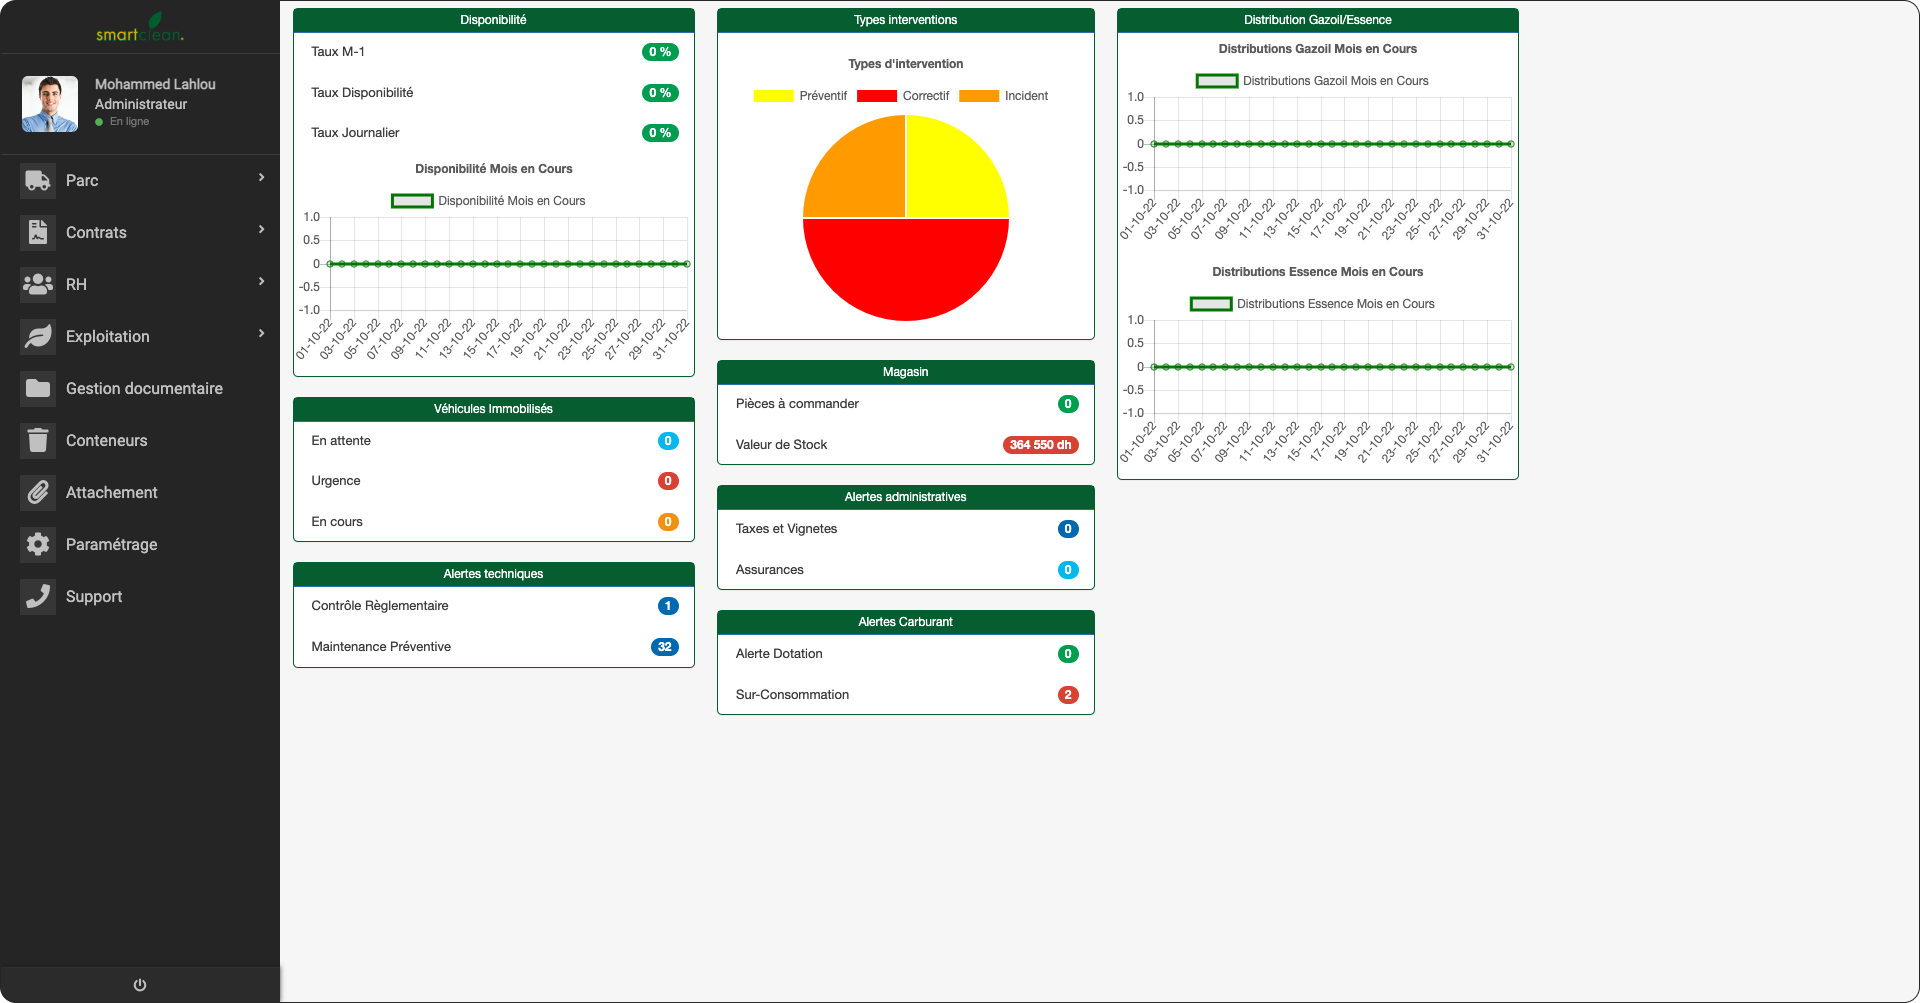 smartclean.
Mohammed Lahlou
Administrateur
En ligne
Parc
Contrats
RH
Exploitation
Gestion documentaire
Conteneurs
Attachement
Paramétrage
Support
Disponibilité
Taux M-1 0 %
Taux Disponibilité 0 %
Taux Journalier 0 %
Disponibilité Mois en Cours
Disponibilité Mois en Cours
1.0
0.5
0
-0.5
-1.0
01-10-22 03-10-22 05-10-22 07-10-22 09-10-22 11-10-22 13-10-22 15-10-22 17-10-22 19-10-22 21-10-22 23-10-22 25-10-22 27-10-22 29-10-22 31-10-22
Véhicules Immobilisés
En attente 0
Urgence 0
En cours 0
Alertes techniques
Contrôle Règlementaire 1
Maintenance Préventive 32
Types interventions
Types d'intervention
Préventif Correctif Incident
Magasin
Pièces à commander 0
Valeur de Stock 364 550 dh
Alertes administratives
Taxes et Vignetes 0
Assurances 0
Alertes Carburant
Alerte Dotation 0
Sur-Consommation 2
Distribution Gazoil/Essence
Distributions Gazoil Mois en Cours
Distributions Gazoil Mois en Cours
1.0
0.5
0
-0.5
-1.0
01-10-22 03-10-22 05-10-22 07-10-22 09-10-22 11-10-22 13-10-22 15-10-22 17-10-22 19-10-22 21-10-22 23-10-22 25-10-22 27-10-22 29-10-22 31-10-22
Distributions Essence Mois en Cours
Distributions Essence Mois en Cours
1.0
0.5
0
-0.5
-1.0
01-10-22 03-10-22 05-10-22 07-10-22 09-10-22 11-10-22 13-10-22 15-10-22 17-10-22 19-10-22 21-10-22 23-10-22 25-10-22 27-10-22 29-10-22 31-10-22